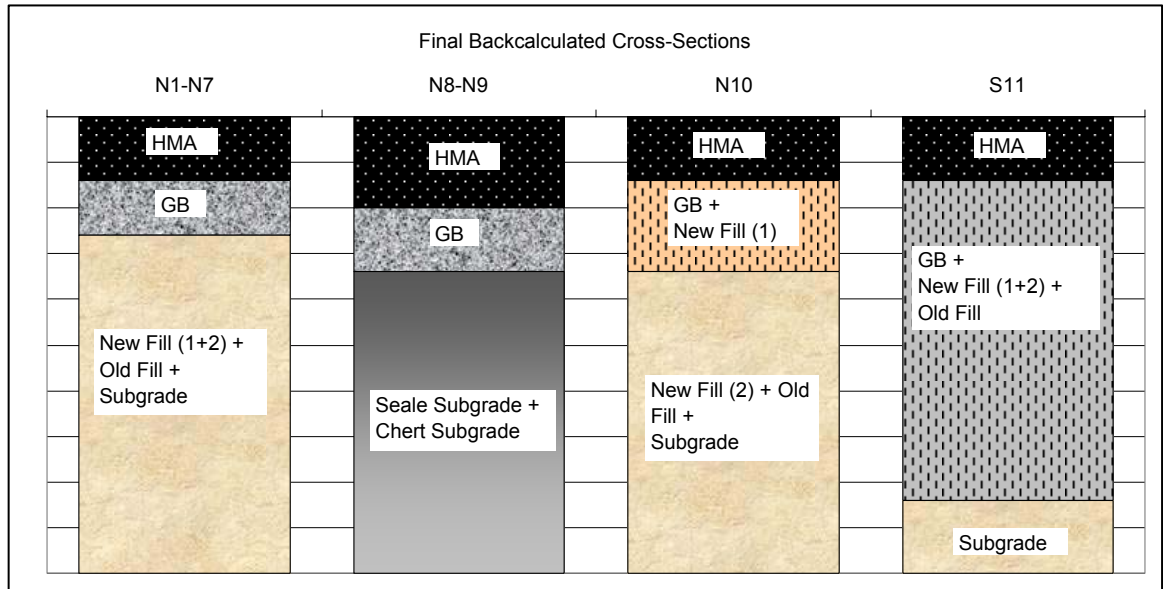 Final Backcalculated Cross-Sections
N1-N7
N8-N9
N10
S11
HMA
GB
New Fill (1+2) +
Old Fill +
Subgrade
HMA
GB
Seale Subgrade +
Chert Subgrade
HMA
GB +
New Fill (1)
New Fill (2) + Old
Fill +
Subgrade
HMA
GB +
New Fill (1+2) +
Old Fill
Subgrade